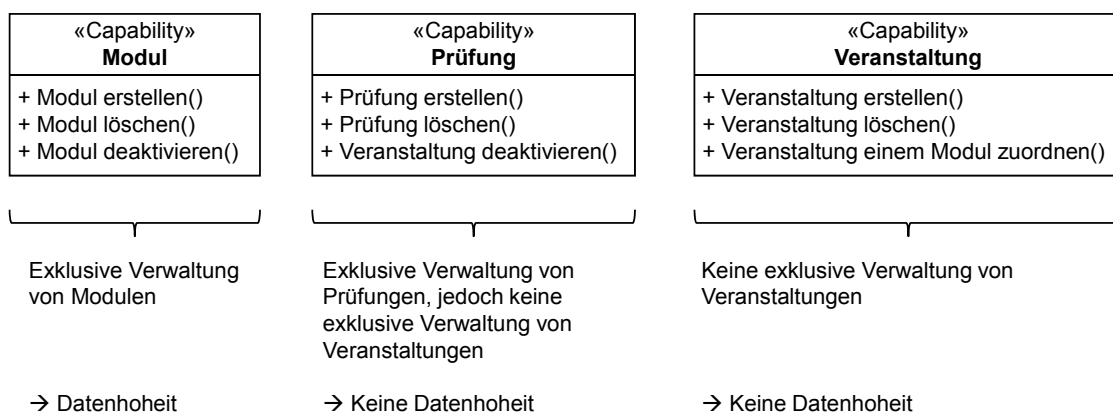 «Capability»
Modul
+ Modul erstellen()
+ Modul löschen()
+ Modul deaktivieren()
Exklusive Verwaltung
von Modulen
→ Datenhoheit
«Capability»
Prüfung
+ Prüfung erstellen()
+ Prüfung löschen()
+ Veranstaltung deaktivieren()
Exklusive Verwaltung von
Prüfungen, jedoch keine
exklusive Verwaltung von
Veranstaltungen
→ Keine Datenhoheit
«Capability»
Veranstaltung
+ Veranstaltung erstellen()
+ Veranstaltung löschen()
+ Veranstaltung einem Modul zuordnen()
Keine exklusive Verwaltung von
Veranstaltungen
→ Keine Datenhoheit